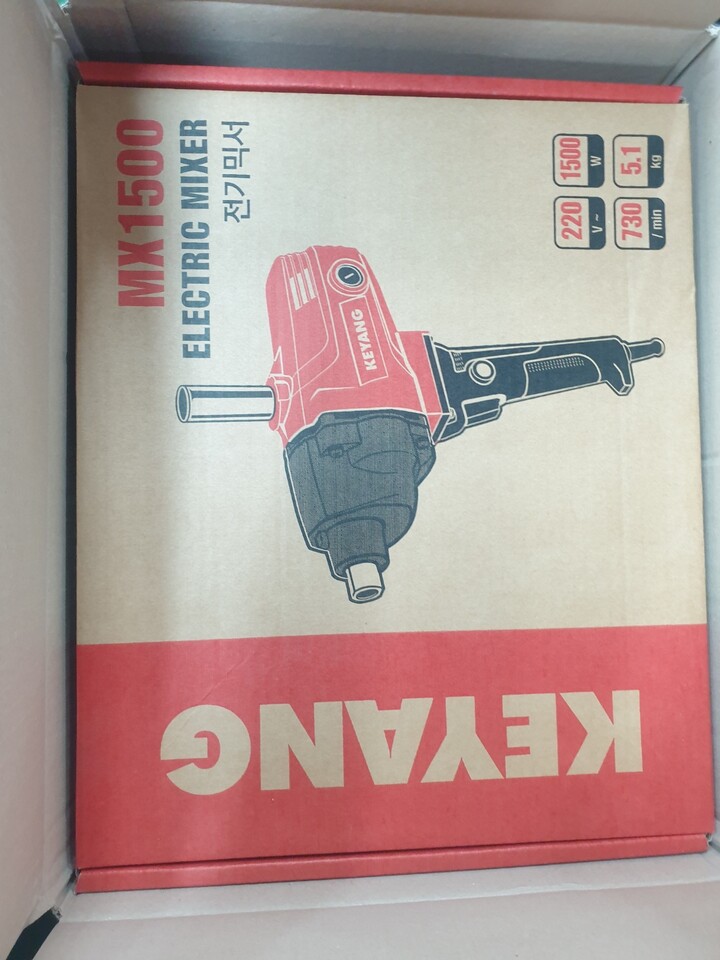 MX1500
ELECTRIC MIXER
전기믹서
220 V~
1500 W
730 /min
5.1 kg
KEYANG
KEYANG